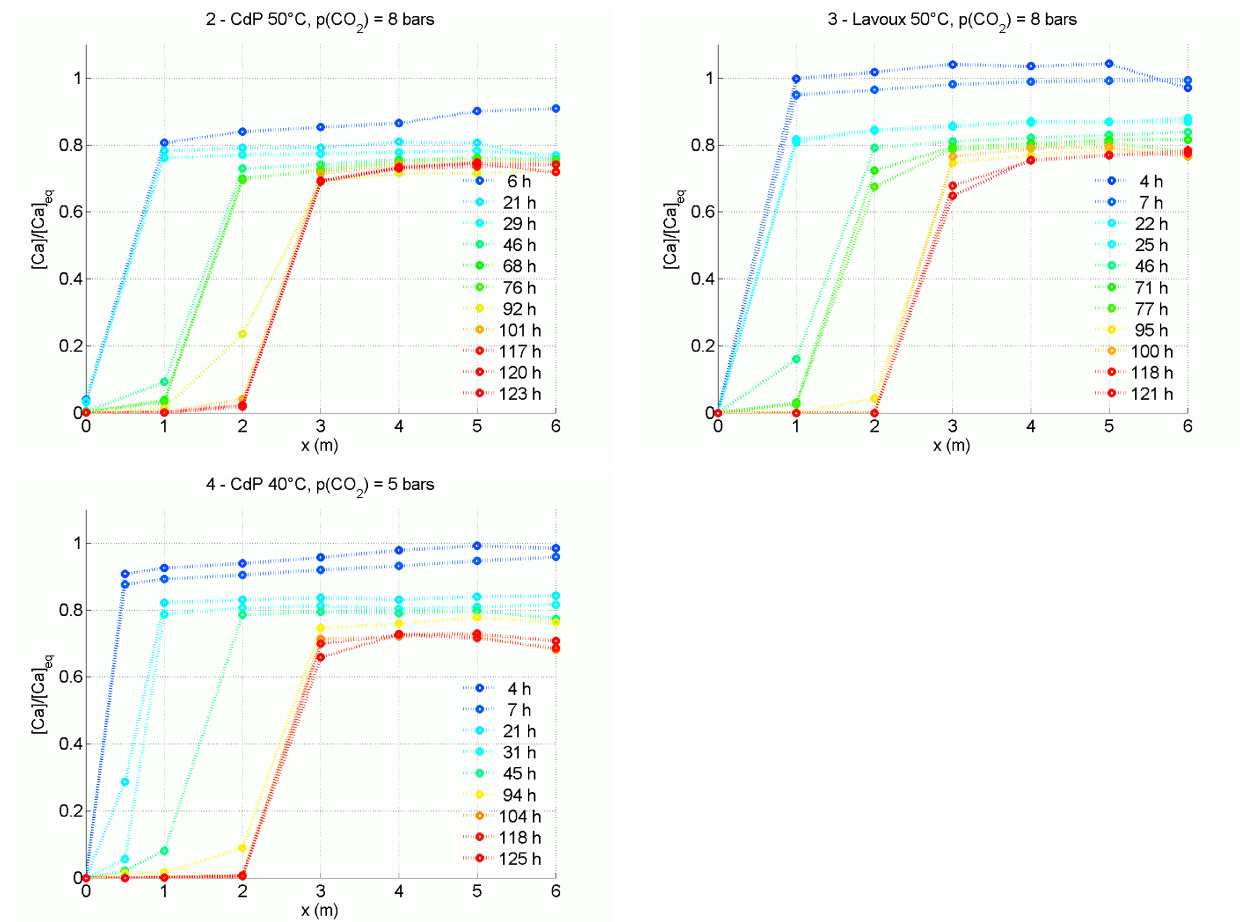 2 - CdP 50°C, p(CO2) = 8 bars
1
0.8
0.6
0.4
0.2
0
[Ca]/[Ca]eq
6 h
21 h
29 h
46 h
68 h
76 h
92 h
101 h
117 h
120 h
123 h
0 1 2 3 4 5 6
x (m)
3 - Lavoux 50°C, p(CO2) = 8 bars
1
0.8
0.6
0.4
0.2
0
[Ca]/[Ca]eq
4 h
7 h
22 h
25 h
46 h
71 h
77 h
95 h
100 h
118 h
121 h
0 1 2 3 4 5 6
x (m)
4 - CdP 40°C, p(CO2) = 5 bars
1
0.8
0.6
0.4
0.2
0
[Ca]/[Ca]eq
4 h
7 h
21 h
31 h
45 h
94 h
104 h
118 h
125 h
0 1 2 3 4 5 6
x (m)